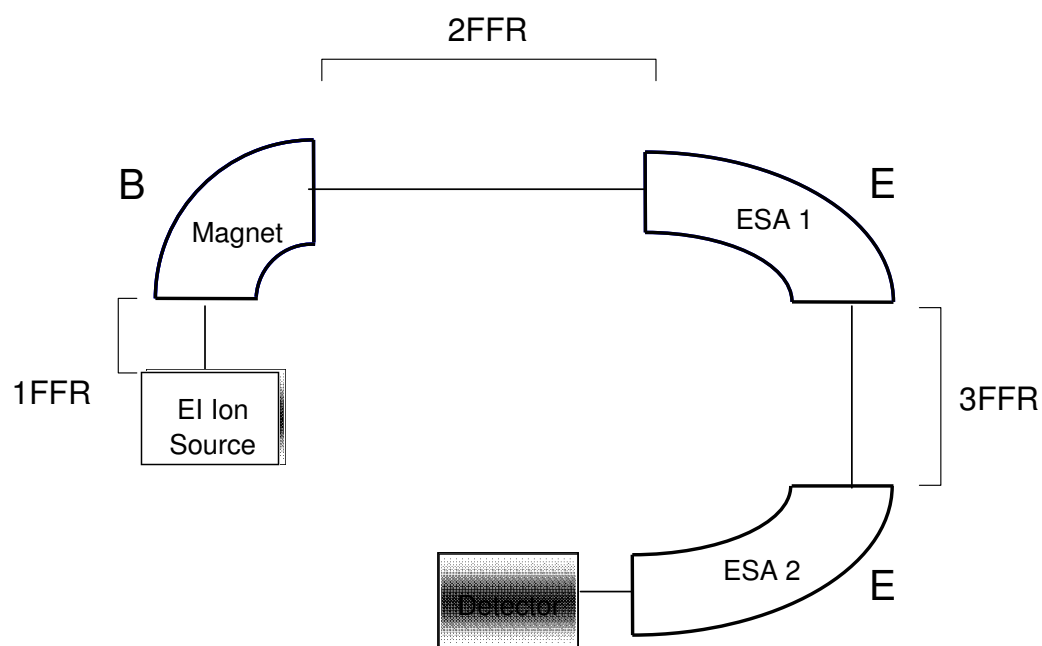 2FFR
B
E
Magnet
ESA 1
1FFR
3FFR
EI Ion
Source
ESA 2
E
Detector